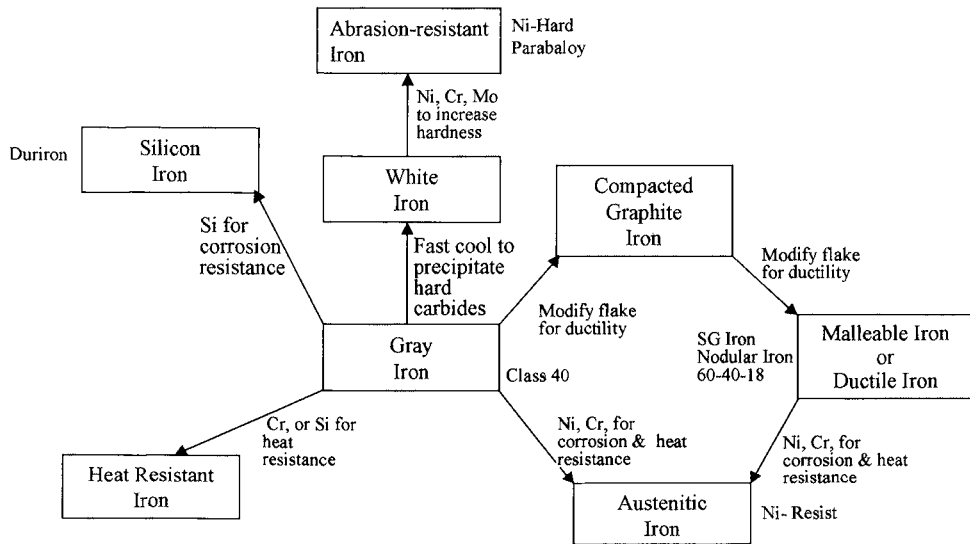 Abrasion-resistant
Iron
Ni-Hard
Parabaloy
Ni, Cr, Mo
to increase
hardness
Duriron
Silicon
Iron
White
Iron
Compacted
Graphite
Iron
Si for
corrosion
resistance
Fast cool to
precipitate
hard
carbides
Modify flake
for ductility
Modify flake
for ductility
Gray
Iron
Class 40
SG Iron
Nodular Iron
60-40-18
Malleable Iron
or
Ductile Iron
Cr, or Si for
heat
resistance
Ni, Cr, for
corrosion & heat
resistance
Ni, Cr, for
corrosion & heat
resistance
Heat Resistant
Iron
Austenitic
Iron
Ni- Resist